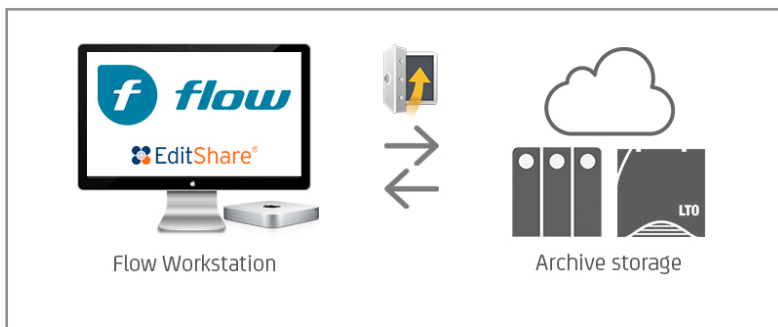 f flow
EditShare®
LTO
Flow Workstation
Archive storage